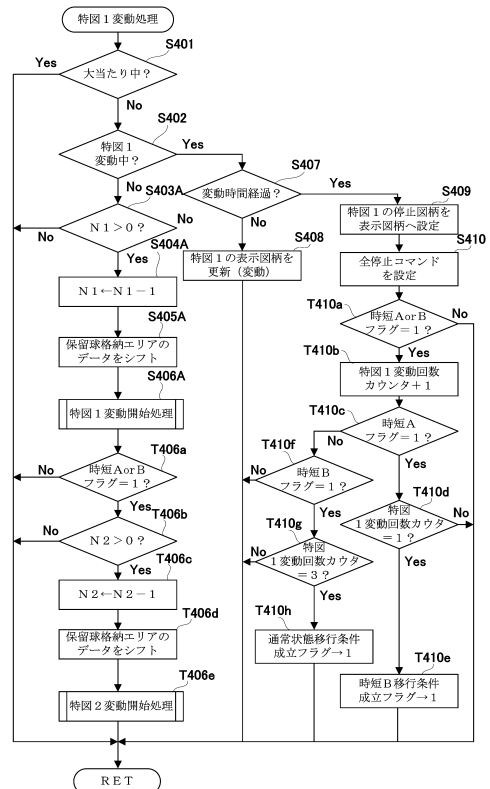 特図１変動処理
S401
Yes
大当たり中？
No
S402
特図１
変動中？
Yes
No
S403A
Ｎ１＞０？
No
No
Yes
S404A
Ｎ１←Ｎ１－１
S405A
保留球格納エリアの
データをシフト
S406A
特図１変動開始処理
T406a
時短AorB
フラグ＝１？
No
Yes
T406b
Ｎ２＞０？
No
Yes
T406c
Ｎ２←Ｎ２－１
T406d
保留球格納エリアの
データをシフト
T406e
特図２変動開始処理
ＲＥＴ
S407
変動時間経過？
Yes
No
S408
特図１の表示図柄を
更新（変動）
S409
特図１の停止図柄を
表示図柄へ設定
S410
全停止コマンド
を設定
T410a
時短AorB
フラグ＝１？
No
Yes
T410b
特図１変動回数
カウンタ＋１
T410c
時短Ａ
フラグ＝１？
No
Yes
T410f
時短Ｂ
フラグ＝１？
No
Yes
T410d
特図
１変動回数カウタ
＝１？
No
Yes
T410g
特図
１変動回数カウタ
＝３？
No
Yes
T410h
通常状態移行条件
成立フラグ→１
T410e
時短Ｂ移行条件
成立フラグ→１